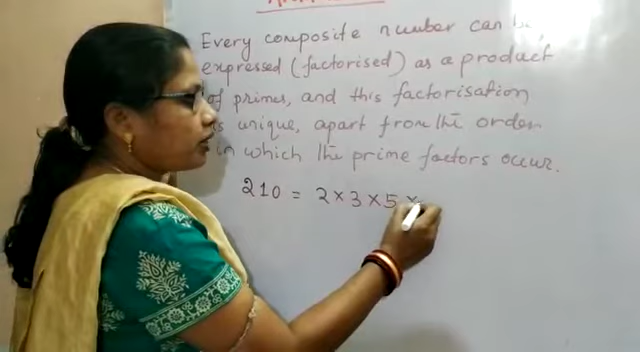 Every composite number can be
expressed (factorised) as a product
of primes, and this factorisation
is unique, apart from the order
in which the prime factors occur.
210 = 2 × 3 × 5 ×